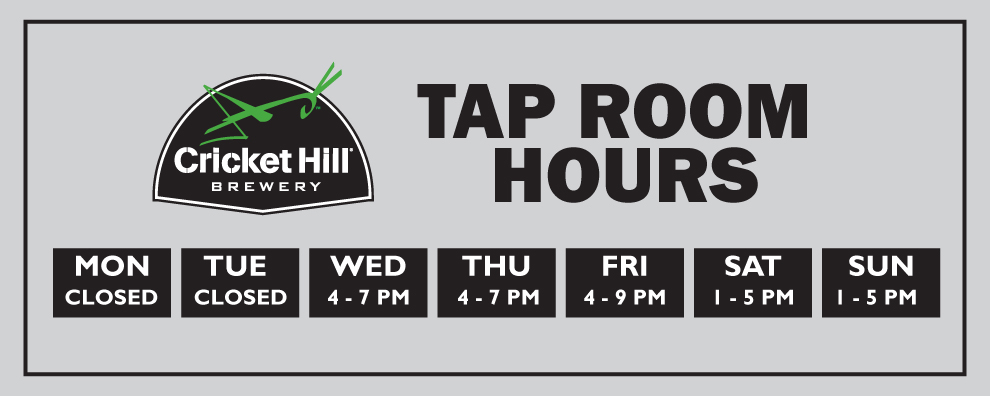 Cricket Hill
BREWERY
TAP ROOM
HOURS
MON
CLOSED
TUE
CLOSED
WED
4 - 7 PM
THU
4 - 7 PM
FRI
4 - 9 PM
SAT
1 - 5 PM
SUN
1 - 5 PM